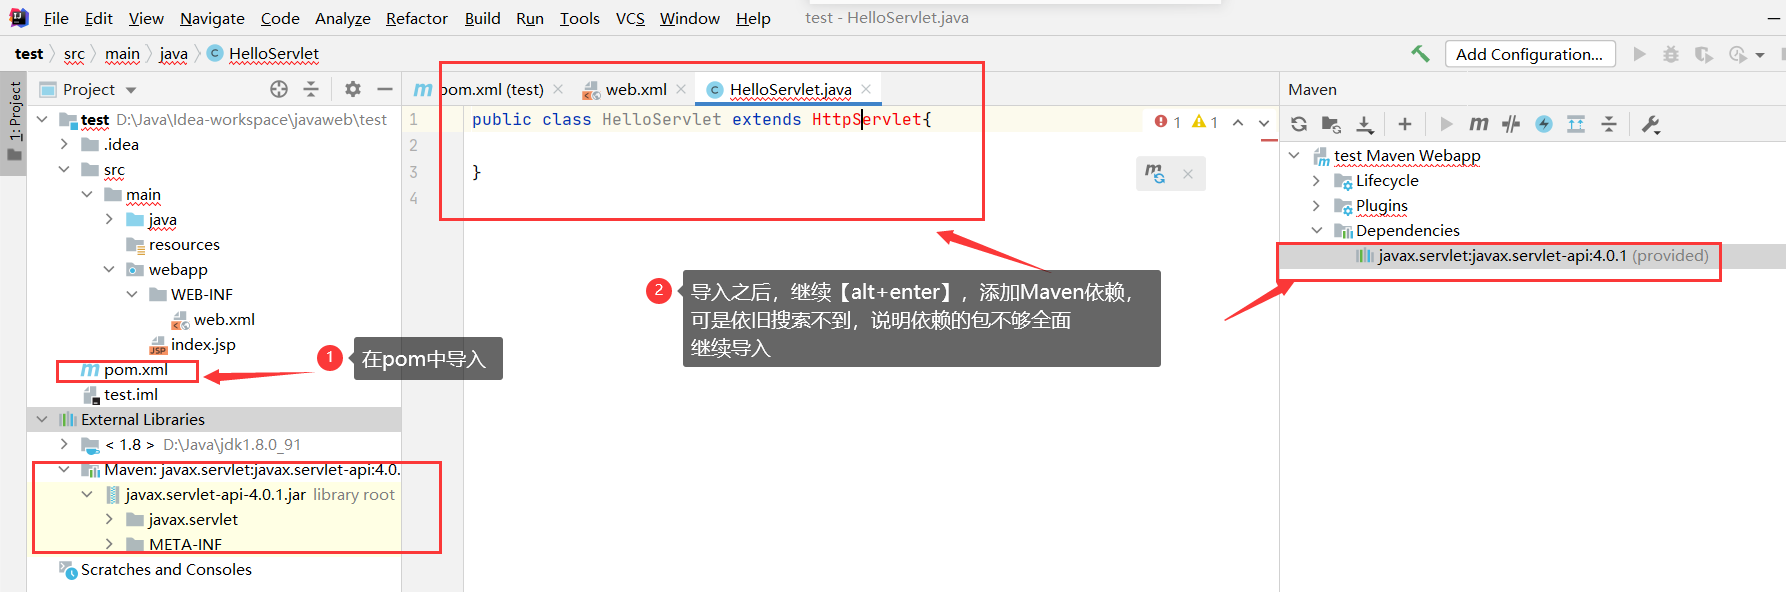 File Edit View Navigate Code Analyze Refactor Build Run Tools VCS Window Help test - HelloServlet.java
test src main java HelloServlet Add Configuration...
1: Project
Project
test D:\Java\Idea-workspace\javaweb\test
.idea
src
main
java
resources
webapp
WEB-INF
web.xml
index.jsp
pom.xml
test.iml
External Libraries
< 1.8 > D:\Java\jdk1.8.0_91
Maven: javax.servlet:javax.servlet-api:4.0.
javax.servlet-api-4.0.1.jar library root
javax.servlet
META-INF
Scratches and Consoles
1 在pom中导入
pom.xml (test) web.xml HelloServlet.java
1 public class HelloServlet extends HttpServlet{
2
3 }
4
1 1
2 导入之后，继续【alt+enter】，添加Maven依赖，
可是依旧搜索不到，说明依赖的包不够全面
继续导入
Maven
test Maven Webapp
Lifecycle
Plugins
Dependencies
javax.servlet:javax.servlet-api:4.0.1 (provided)